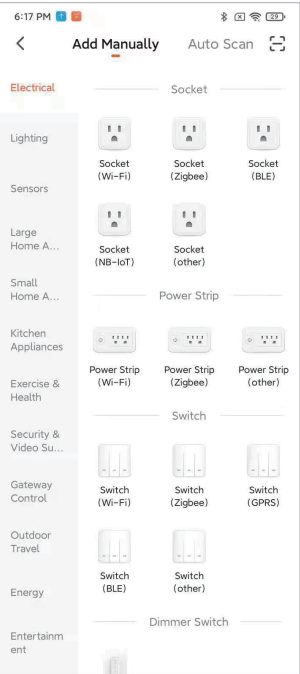 6:17 PM
29
Add Manually Auto Scan
Electrical
Lighting
Sensors
Large
Home A...
Small
Home A...
Kitchen
Appliances
Exercise &
Health
Security &
Video Su...
Gateway
Control
Outdoor
Travel
Energy
Entertainm
ent
Socket
Socket Socket Socket
(Wi-Fi) (Zigbee) (BLE)
Socket Socket
(NB-IoT) (other)
Power Strip
Power Strip Power Strip Power Strip
(Wi-Fi) (Zigbee) (other)
Switch
Switch Switch Switch
(Wi-Fi) (Zigbee) (GPRS)
Switch Switch
(BLE) (other)
Dimmer Switch